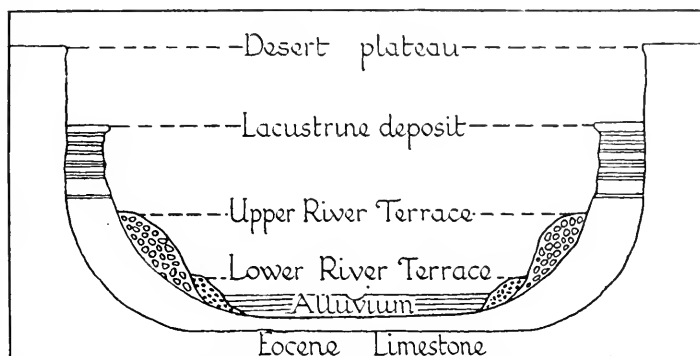 Desert plateau
Lacustrine deposit
Upper River Terrace
Lower River Terrace
Alluvium
Eocene Limestone